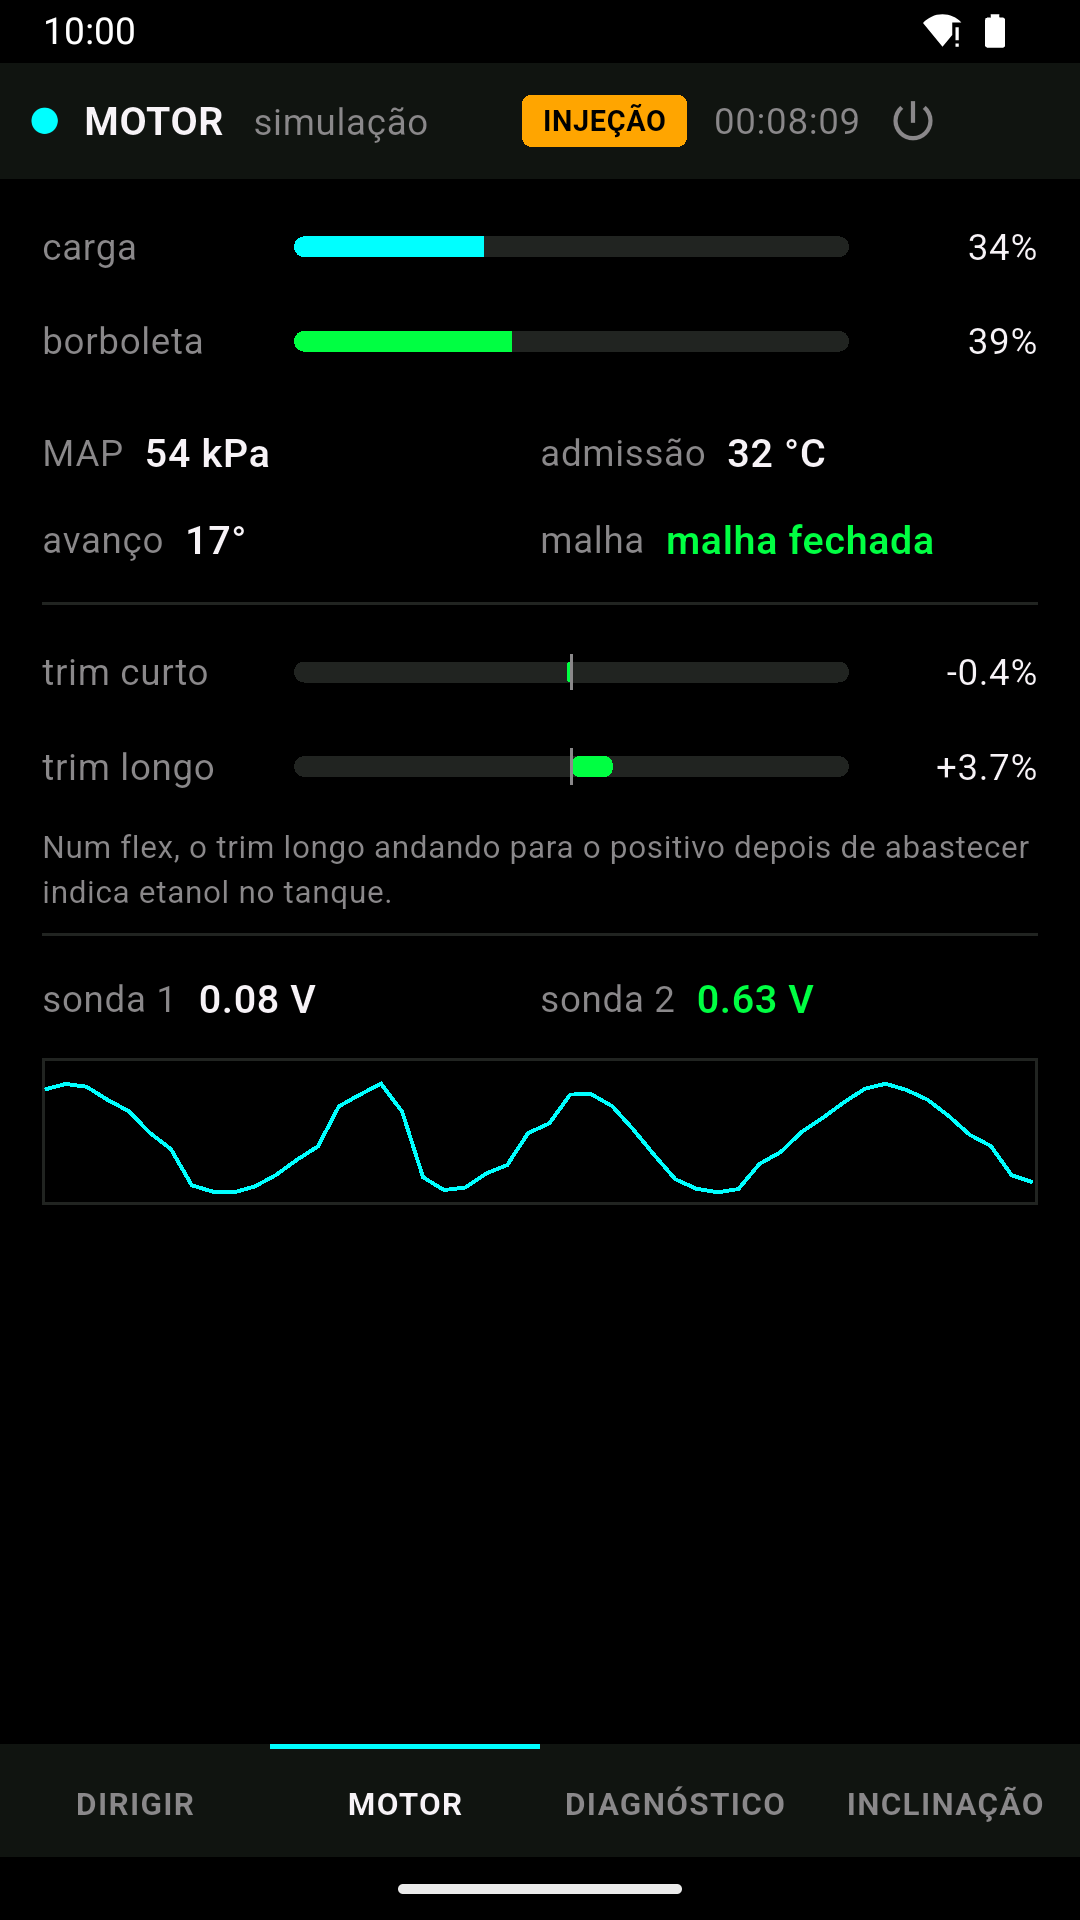 10:00
MOTOR simulação INJEÇÃO 00:08:09
carga 34%
borboleta 39%
MAP 54 kPa admissão 32 °C
avanço 17° malha malha fechada
trim curto -0.4%
trim longo +3.7%
Num flex, o trim longo andando para o positivo depois de abastecer
indica etanol no tanque.
sonda 1 0.08 V sonda 2 0.63 V
DIRIGIR MOTOR DIAGNÓSTICO INCLINAÇÃO